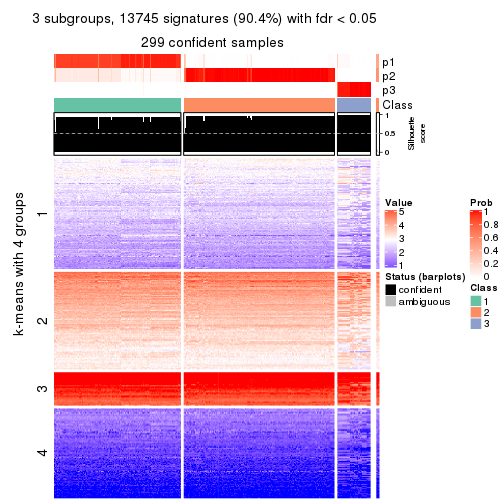 3 subgroups, 13745 signatures (90.4%) with fdr < 0.05
299 confident samples
p1
p2
p3
Class
1
0.5
0
Silhouette
score
k-means with 4 groups
1
2
3
4
Value
5
4
3
2
1
Status (barplots)
confident
ambiguous
Prob
1
0.8
0.6
0.4
0.2
0
Class
1
2
3